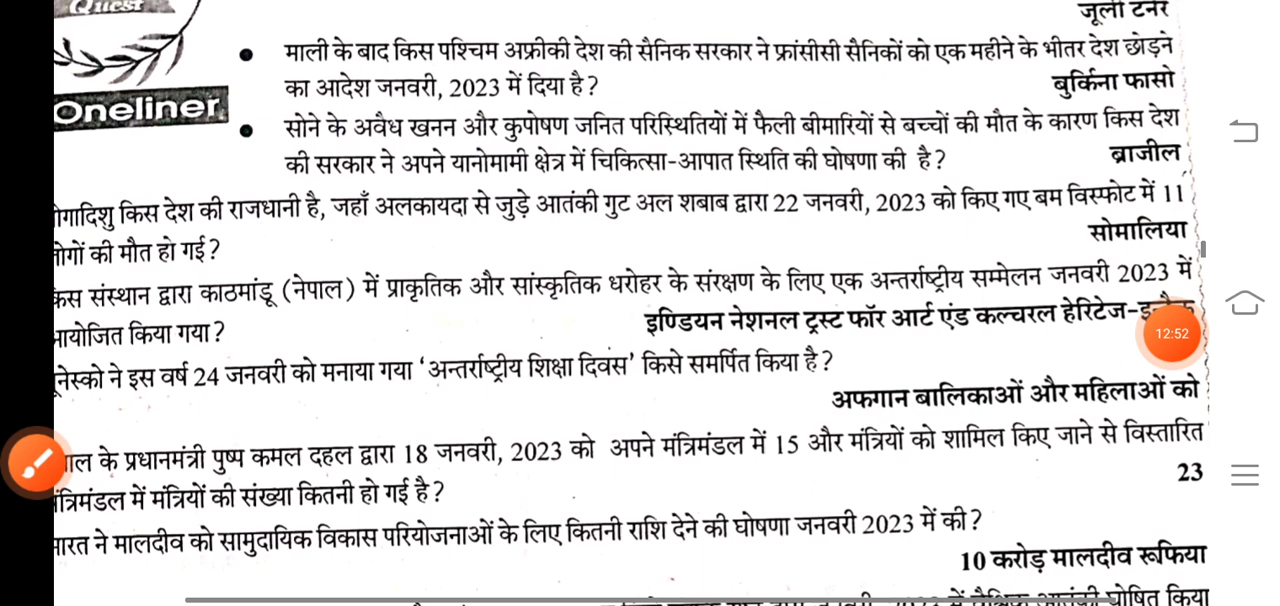 Quest
जूली टर्नर
• माली के बाद किस पश्चिम अफ्रीकी देश की सैनिक सरकार ने फ्रांसीसी सैनिकों को एक महीने के भीतर देश छोड़ने
का आदेश जनवरी, 2023 में दिया है?
बुर्किना फासो
Oneliner
• सोने के अवैध खनन और कुपोषण जनित परिस्थितियों में फैली बीमारियों से बच्चों की मौत के कारण किस देश
की सरकार ने अपने यानोमामी क्षेत्र में चिकित्सा-आपात स्थिति की घोषणा की है?
ब्राजील
किस देश की राजधानी है, जहाँ अलकायदा से जुड़े आतंकी गुट अल शबाब द्वारा 22 जनवरी, 2023 को किए गए बम विस्फोट में 11
की मौत हो गई?
सोमालिया
संस्थान द्वारा काठमांडू (नेपाल) में प्राकृतिक और सांस्कृतिक धरोहर के संरक्षण के लिए एक अन्तर्राष्ट्रीय सम्मेलन जनवरी 2023 में
किया गया?
इण्डियन नेशनल ट्रस्ट फॉर आर्ट एंड कल्चरल हेरिटेज-
12:52
ने इस वर्ष 24 जनवरी को मनाया गया ‘अन्तर्राष्ट्रीय शिक्षा दिवस’ किसे समर्पित किया है?
अफगान बालिकाओं और महिलाओं को
के प्रधानमंत्री पुष्प कमल दहल द्वारा 18 जनवरी, 2023 को अपने मंत्रिमंडल में 15 और मंत्रियों को शामिल किए जाने से विस्तारित
में मंत्रियों की संख्या कितनी हो गई है?
23
ने मालदीव को सामुदायिक विकास परियोजनाओं के लिए कितनी राशि देने की घोषणा जनवरी 2023 में की?
10 करोड़ मालदीव रूफिया
घोषित किया